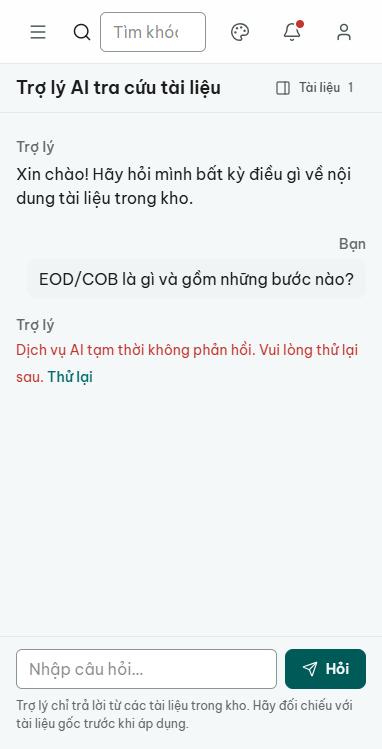 Tìm khóc
Trợ lý AI tra cứu tài liệu
Tài liệu 1
Trợ lý
Xin chào! Hãy hỏi mình bất kỳ điều gì về nội
dung tài liệu trong kho.
Bạn
EOD/COB là gì và gồm những bước nào?
Trợ lý
Dịch vụ AI tạm thời không phản hồi. Vui lòng thử lại
sau. Thử lại
Nhập câu hỏi...
Hỏi
Trợ lý chỉ trả lời từ các tài liệu trong kho. Hãy đối chiếu với
tài liệu gốc trước khi áp dụng.